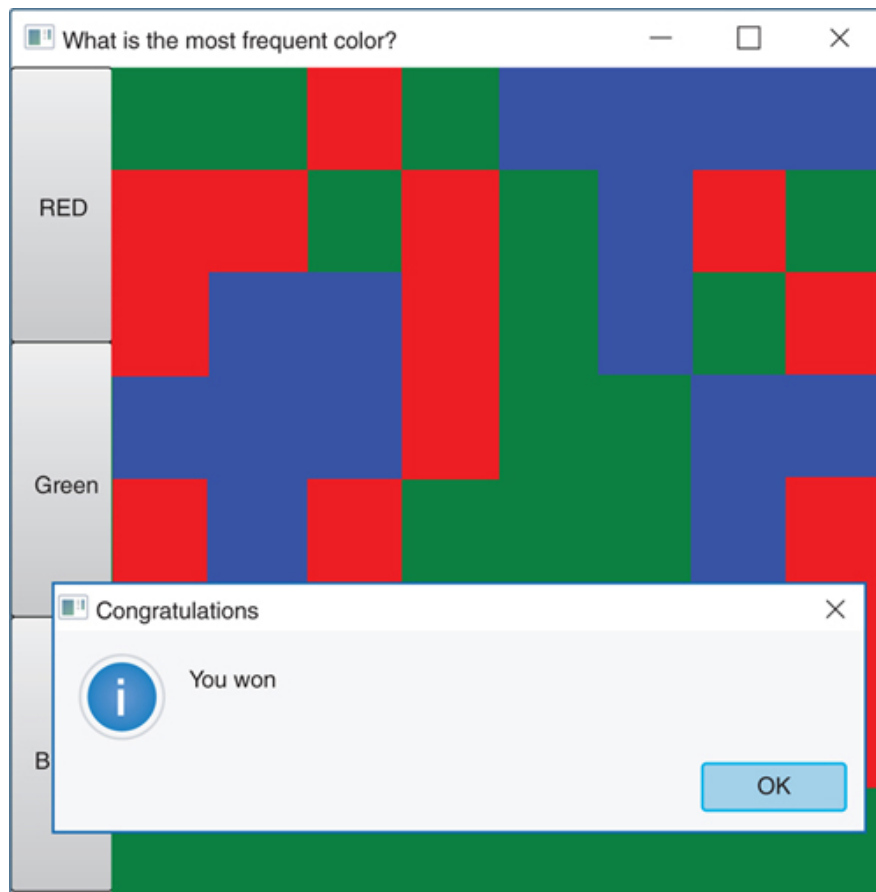 What is the most frequent color?
RED
Green
B
Congratulations
You won
OK